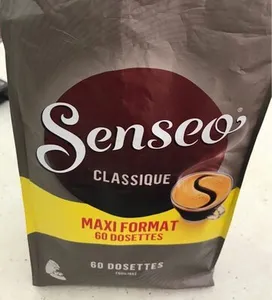 Senseo
CLASSIQUE
MAXI FORMAT
60 DOSETTES
60 DOSETTES